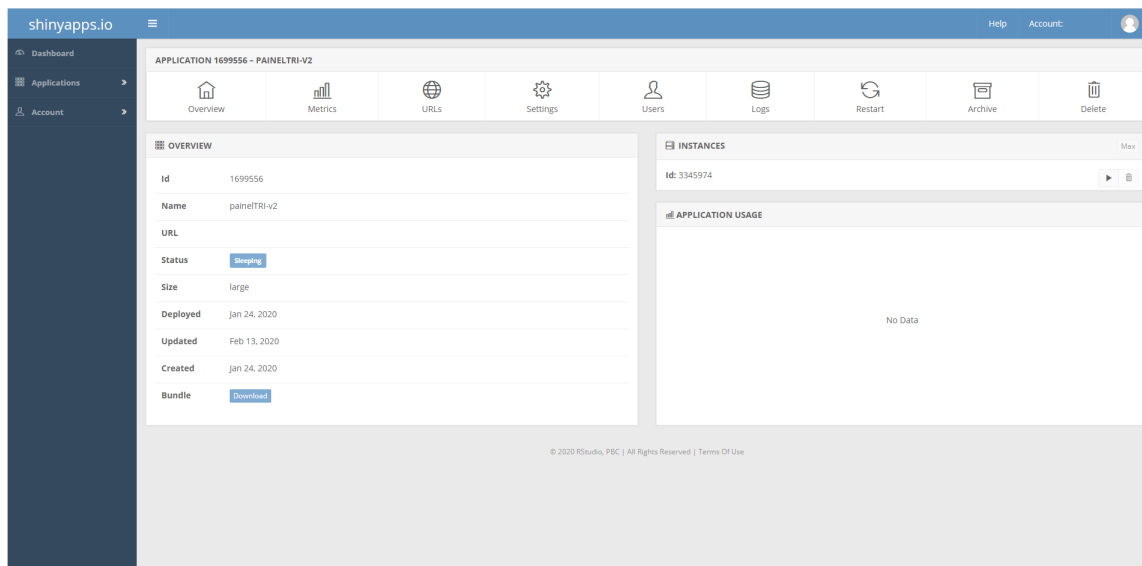 shinyapps.io
Help Account:
Dashboard
Applications
Account
APPLICATION 1699556 – PAINELTRI-V2
Overview Metrics URLs Settings Users Logs Restart Archive Delete
OVERVIEW
Id 1699556
Name painelTRI-v2
URL
Status Sleeping
Size large
Deployed Jan 24, 2020
Updated Feb 13, 2020
Created Jan 24, 2020
Bundle Download
INSTANCES Max
Id: 3345974
APPLICATION USAGE
No Data
© 2020 RStudio, PBC | All Rights Reserved | Terms Of Use